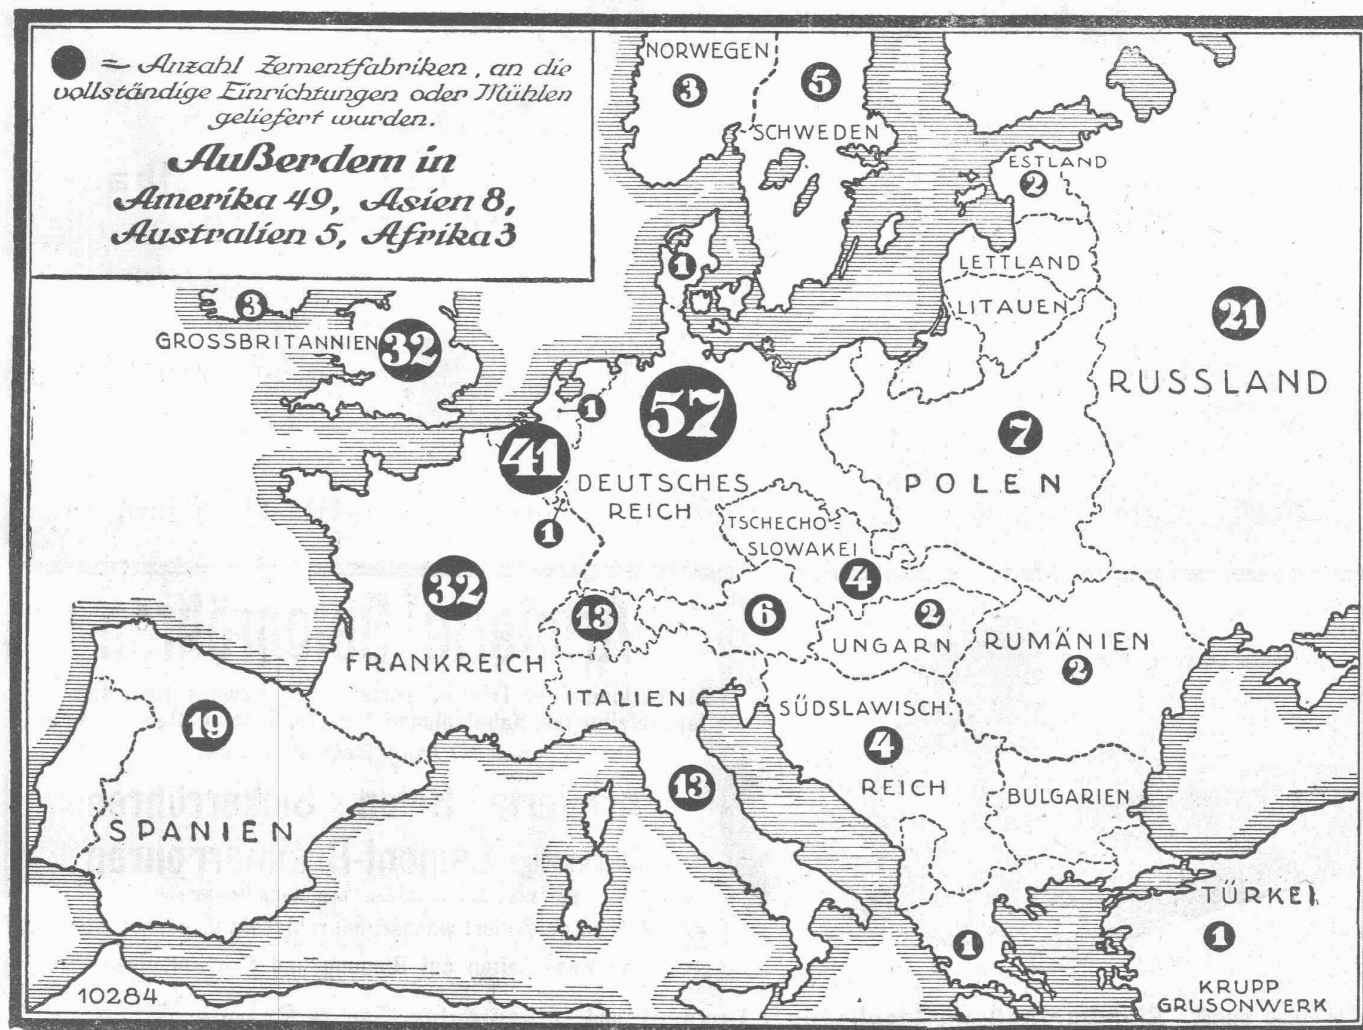 = Anzahl Zementfabriken, an die
vollständige Einrichtungen oder Mühlen
geliefert wurden.
Außerdem in
Amerika 49, Asien 8,
Australien 5, Afrika 3
NORWEGEN
3
5
SCHWEDEN
ESTLAND
2
1
LETTLAND
LITAUEN
3
GROSSBRITANNIEN
32
21
RUSSLAND
1
57
41
7
POLEN
DEUTSCHES
REICH
1
TSCHECHO=
SLOWAKEI
4
32
FRANKREICH
13
6
2
UNGARN
RUMÄNIEN
2
ITALIEN
13
SÜDSLAWISCH.
4
REICH
BULGARIEN
19
SPANIEN
1
TÜRKEI
1
10284
KRUPP
GRUSONWERK